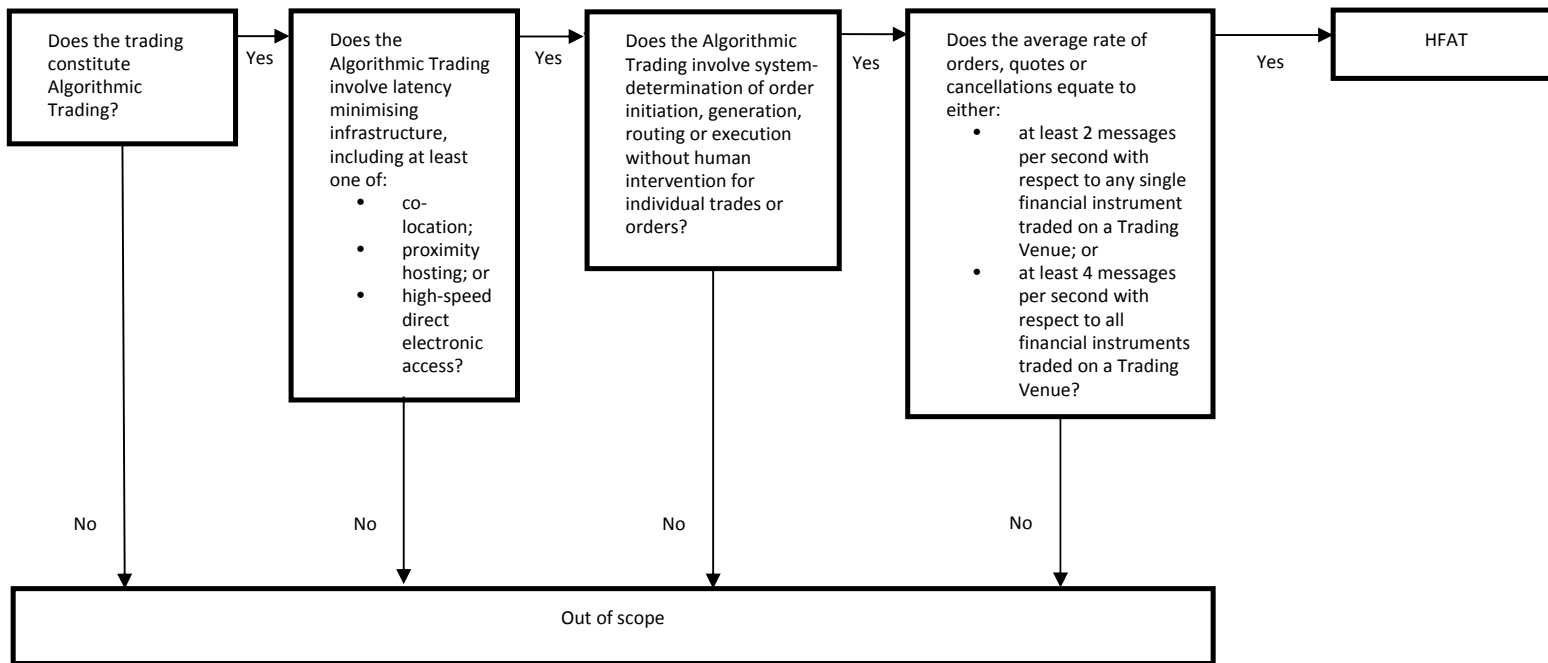 Does the trading
constitute
Algorithmic
Trading?
Yes
Does the
Algorithmic Trading
involve latency
minimising
infrastructure,
including at least
one of:
• co-
location;
• proximity
hosting; or
• high-speed
direct
electronic
access?
Yes
Does the Algorithmic
Trading involve system-
determination of order
initiation, generation,
routing or execution
without human
intervention for
individual trades or
orders?
Yes
Does the average rate of
orders, quotes or
cancellations equate to
either:
• at least 2 messages
per second with
respect to any single
financial instrument
traded on a Trading
Venue; or
• at least 4 messages
per second with
respect to all
financial instruments
traded on a Trading
Venue?
Yes
HFAT
No
No
No
No
Out of scope